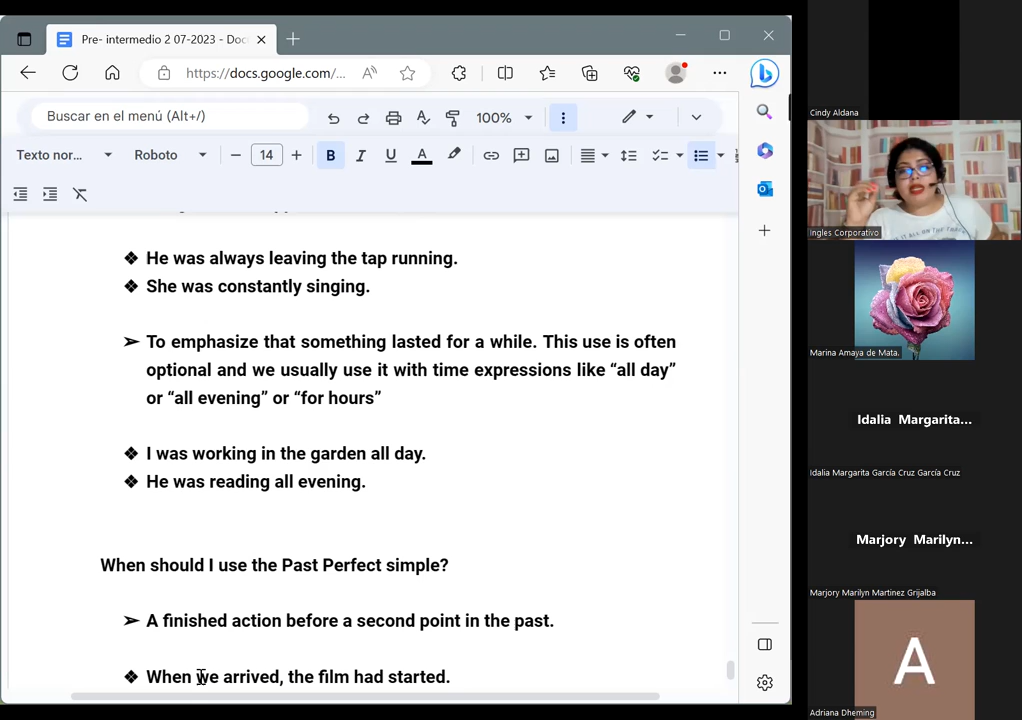 Pre- intermedio 2 07-2023 - Doc
https://docs.google.com/...
Buscar en el menú (Alt+/)
100%
Texto nor...
Roboto
14
B
I
U
A
He was always leaving the tap running.
She was constantly singing.
To emphasize that something lasted for a while. This use is often
optional and we usually use it with time expressions like “all day”
or “all evening” or “for hours”
I was working in the garden all day.
He was reading all evening.
When should I use the Past Perfect simple?
A finished action before a second point in the past.
When we arrived, the film had started.
Cindy Aldana
Ingles Corporativo
Marina Amaya de Mata.
Idalia Margarita...
Idalia Margarita García Cruz García Cruz
Marjory Marilyn...
Marjory Marilyn Martinez Grijalba
A
Adriana Dheming